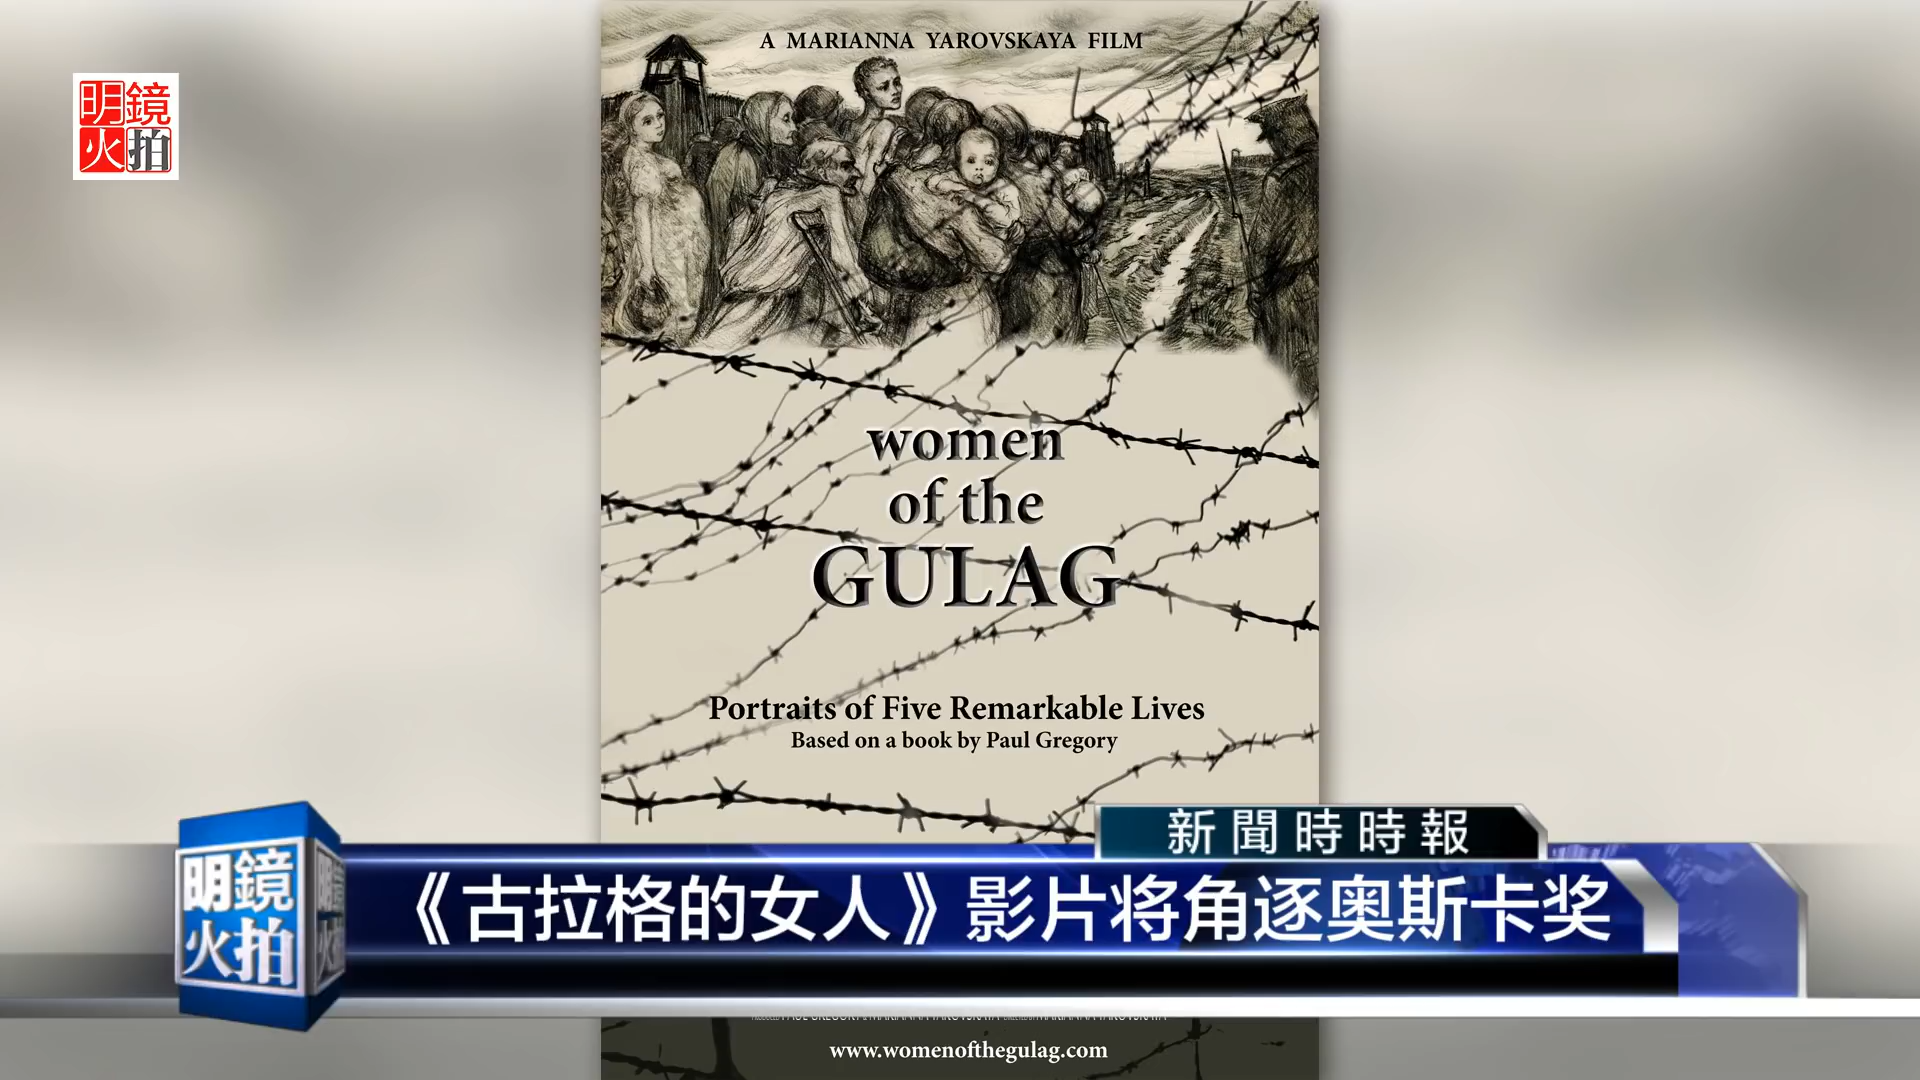 A MARIANNA YAROVSKAYA FILM
明鏡
火拍
women
of the
GULAG
Portraits of Five Remarkable Lives
Based on a book by Paul Gregory
新聞時時報
明鏡
火拍
《古拉格的女人》影片将角逐奥斯卡奖
www.womenofthegulag.com